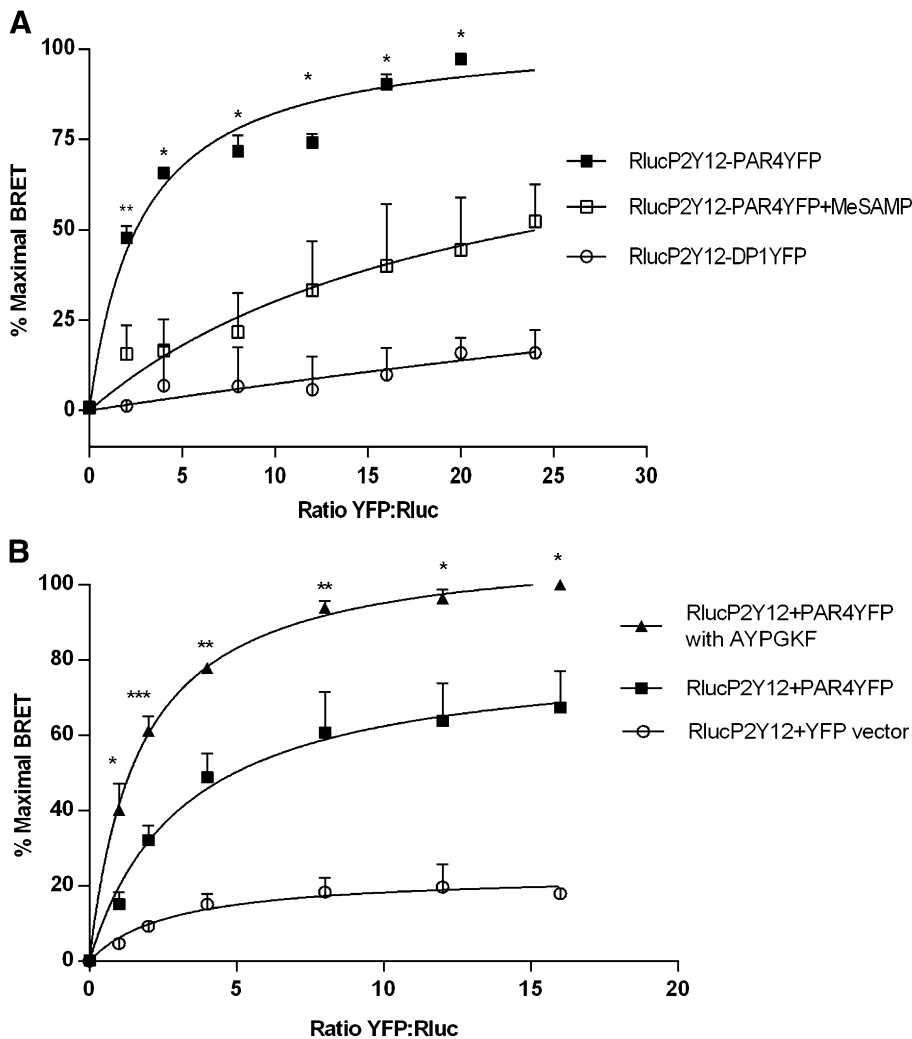 A
100
75
50
25
0
% Maximal BRET
** * * * * *
RlucP2Y12-PAR4YFP
RlucP2Y12-PAR4YFP+MeSAMP
RlucP2Y12-DP1YFP
0 5 10 15 20 25 30
Ratio YFP:Rluc
B
100
80
60
40
20
0
% Maximal BRET
* *** ** ** * *
RlucP2Y12+PAR4YFP
with AYPGKF
RlucP2Y12+PAR4YFP
RlucP2Y12+YFP vector
0 5 10 15 20
Ratio YFP:Rluc